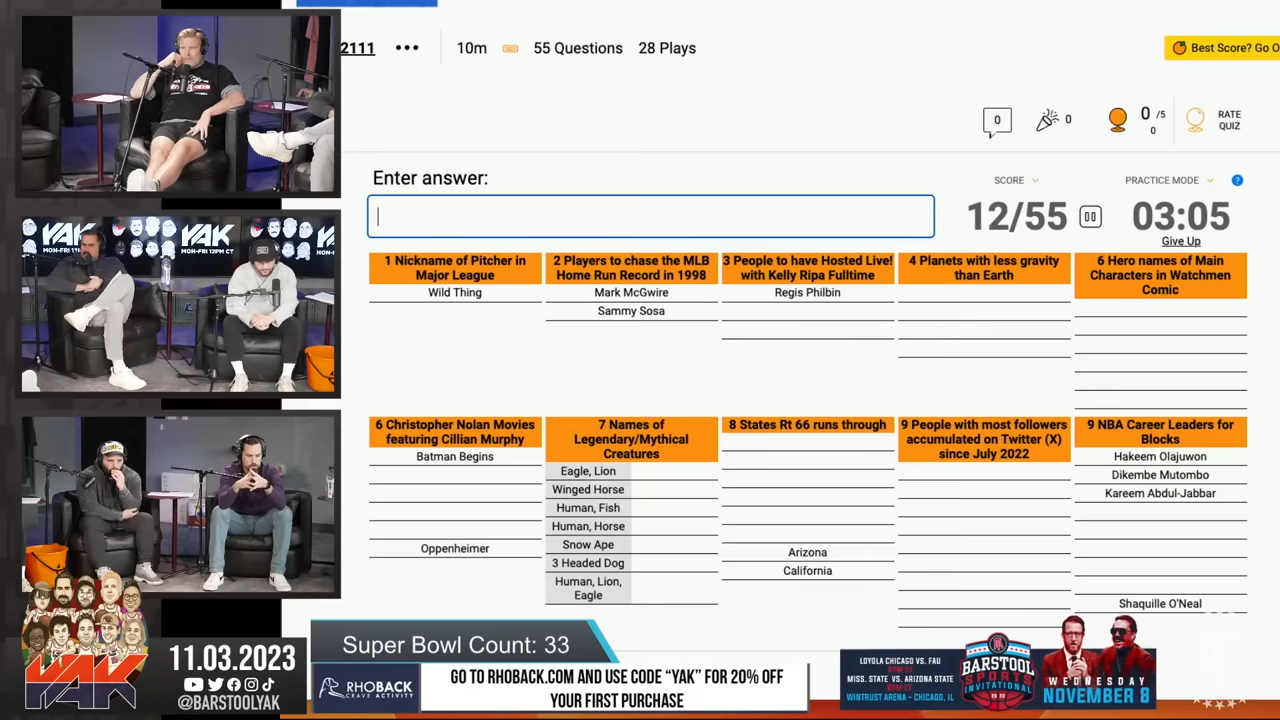 2111
•••
10m
55 Questions
28 Plays
Best Score? Go O
0
0
0 /5
0
RATE
QUIZ
Enter answer:
SCORE
PRACTICE MODE
?
12/55
03:05
Give Up
1 Nickname of Pitcher in
Major League
Wild Thing
2 Players to chase the MLB
Home Run Record in 1998
Mark McGwire
Sammy Sosa
3 People to have Hosted Live!
with Kelly Ripa Fulltime
Regis Philbin
4 Planets with less gravity
than Earth
6 Hero names of Main
Characters in Watchmen
Comic
6 Christopher Nolan Movies
featuring Cillian Murphy
Batman Begins
Oppenheimer
7 Names of
Legendary/Mythical
Creatures
Eagle, Lion
Winged Horse
Human, Fish
Human, Horse
Snow Ape
3 Headed Dog
Human, Lion,
Eagle
8 States Rt 66 runs through
Arizona
California
9 People with most followers
accumulated on Twitter (X)
since July 2022
9 NBA Career Leaders for
Blocks
Hakeem Olajuwon
Dikembe Mutombo
Kareem Abdul-Jabbar
Shaquille O'Neal
YAK
MON-FRI 12PM CT
YAK
MON-FRI 12PM CT
YAK
11.03.2023
@BARSTOOLYAK
Super Bowl Count: 33
RHOBACK
CRAVE ACTIVITY
GO TO RHOBACK.COM AND USE CODE “YAK” FOR 20% OFF
YOUR FIRST PURCHASE
LOYOLA CHICAGO VS. FAU
MISS. STATE VS. ARIZONA STATE
WINTRUST ARENA – CHICAGO, IL
BARSTOOL
SPORTS
INVITATIONAL
WEDNESDAY
NOVEMBER 8